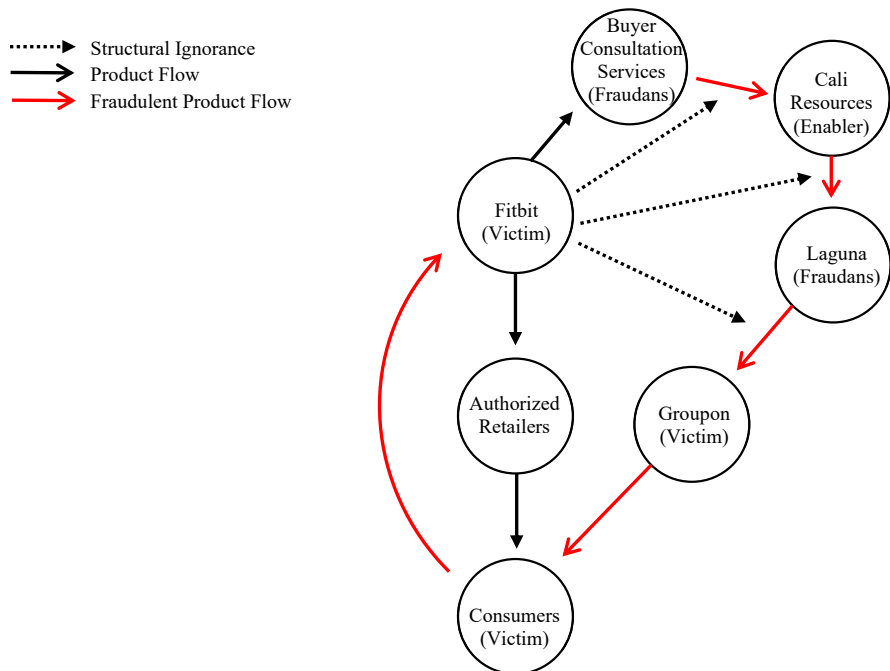 Structural Ignorance
Product Flow
Fraudulent Product Flow
Buyer
Consultation
Services
(Fraudans)
Cali
Resources
(Enabler)
Fitbit
(Victim)
Laguna
(Fraudans)
Authorized
Retailers
Groupon
(Victim)
Consumers
(Victim)